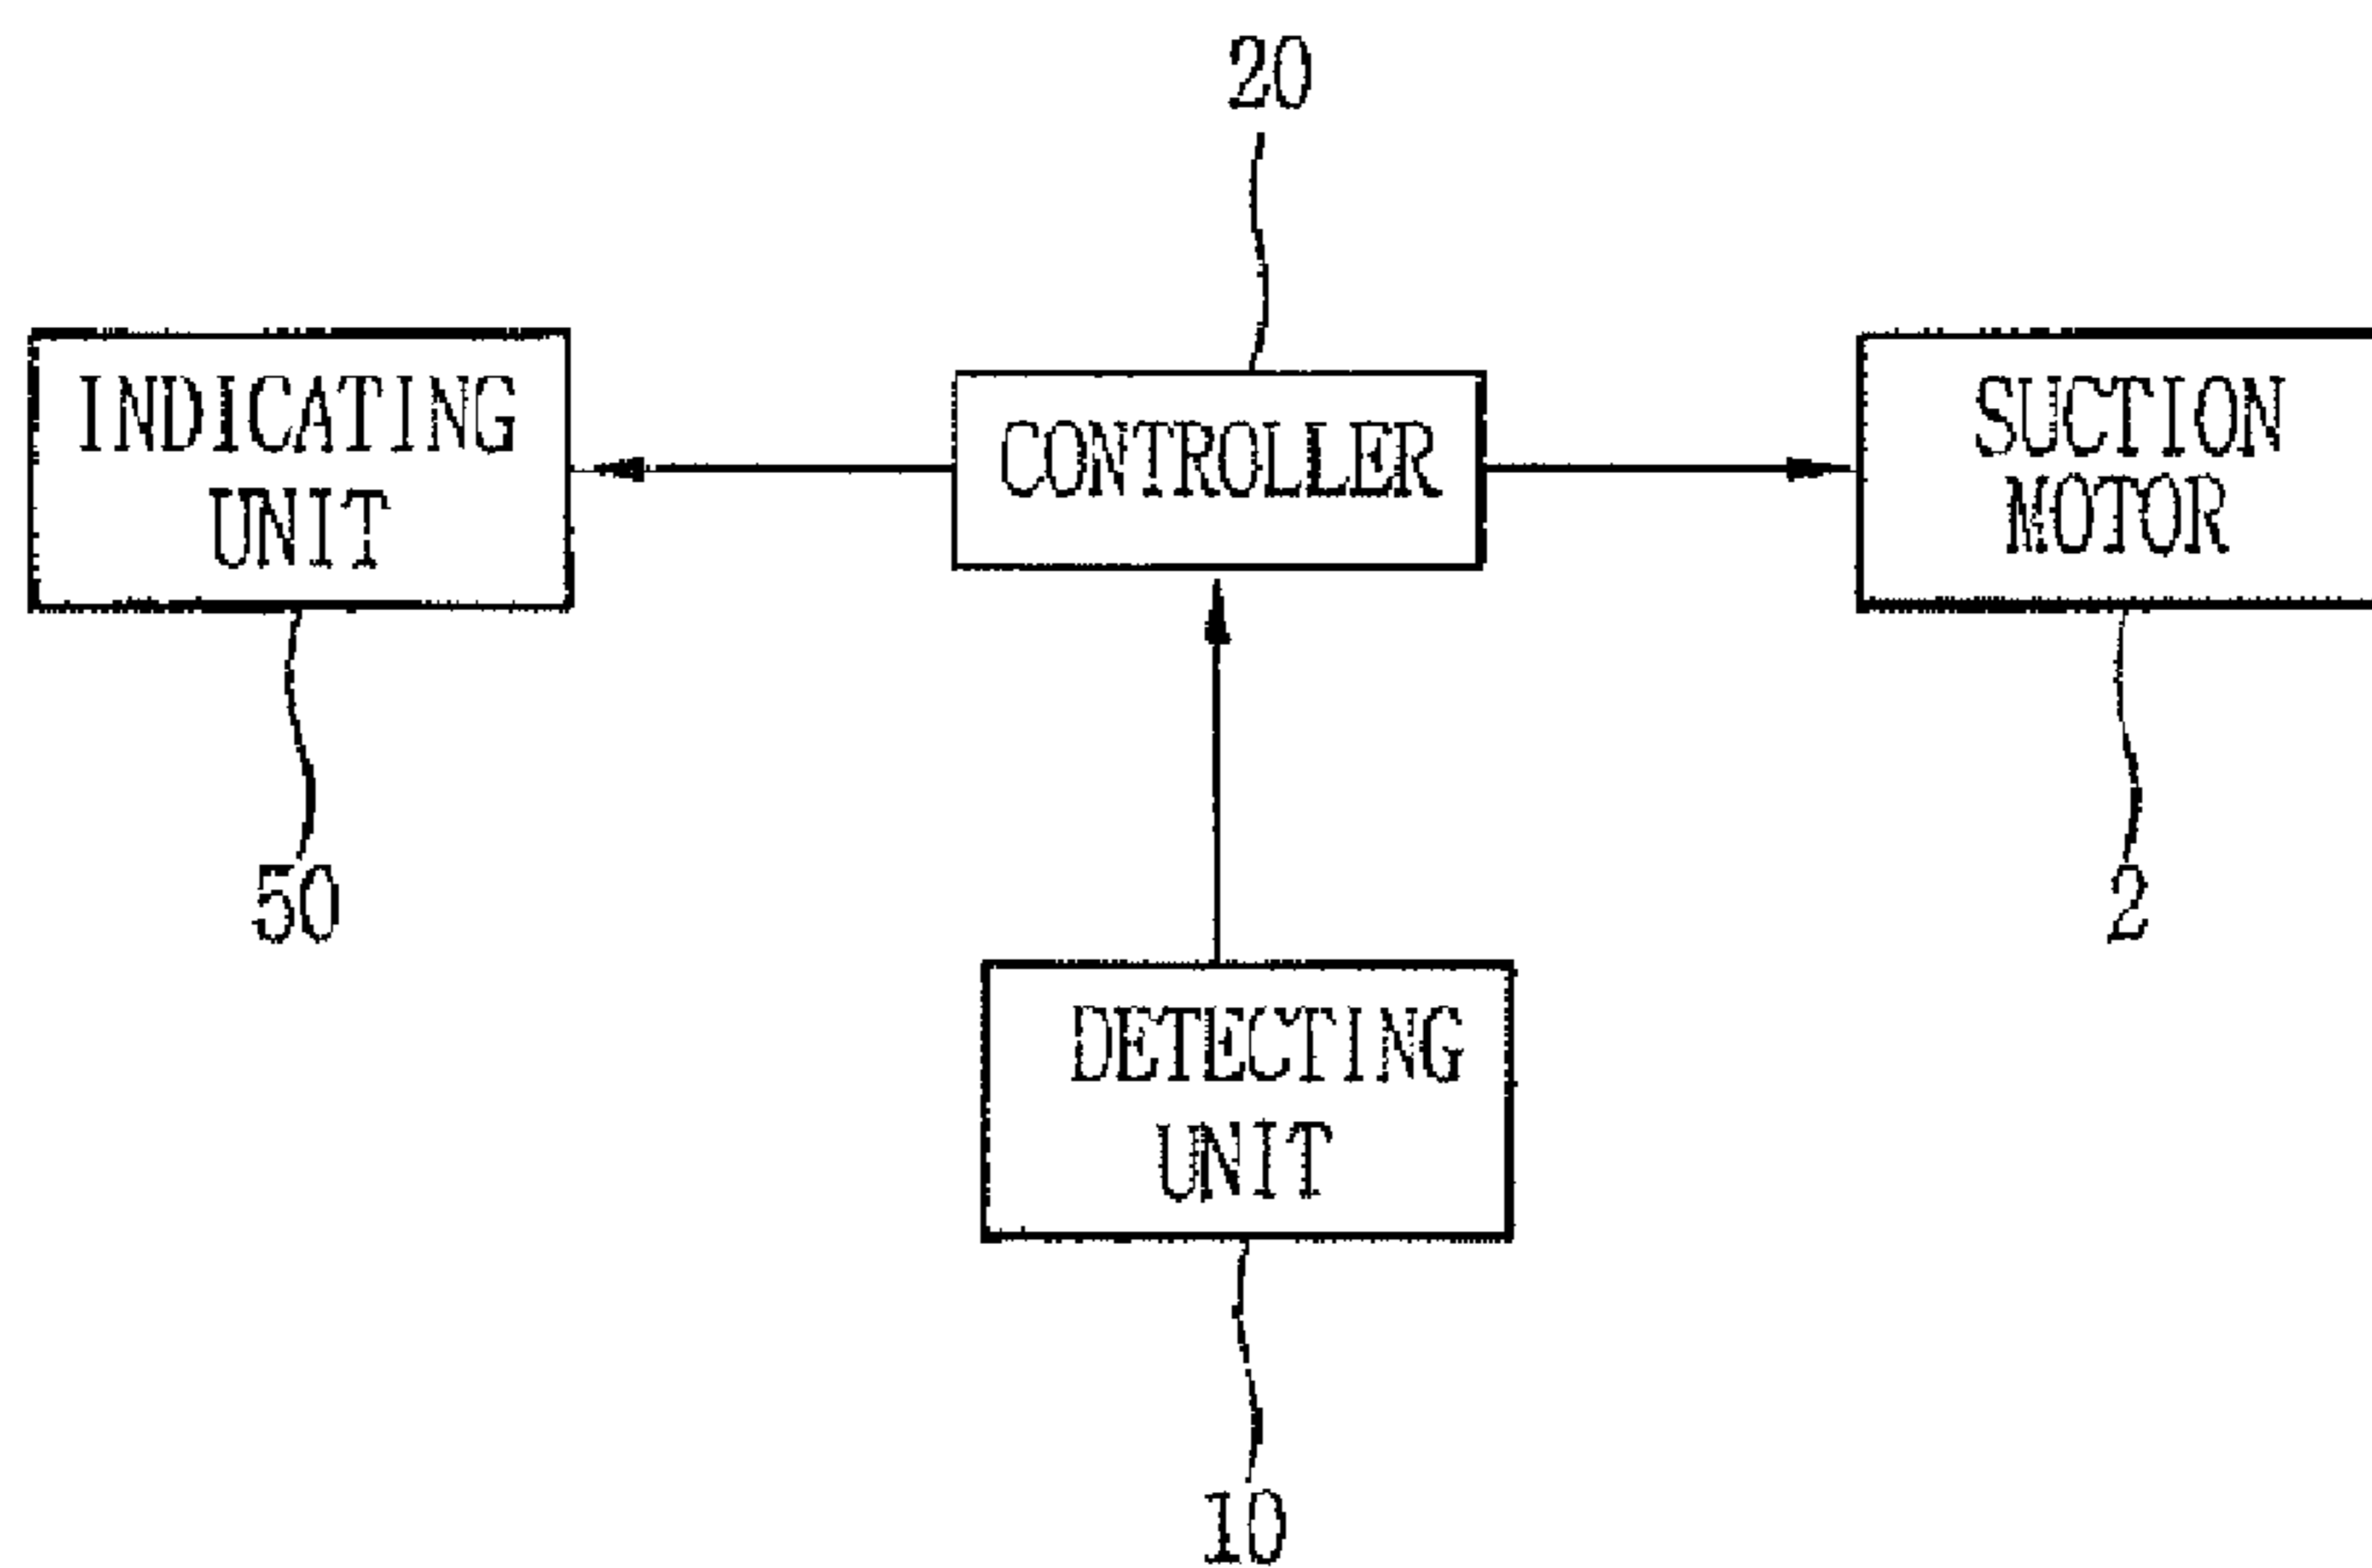 20
INDICATING
UNIT
CONTROLLER
SUCTION
MOTOR
50
2
DETECTING
UNIT
10